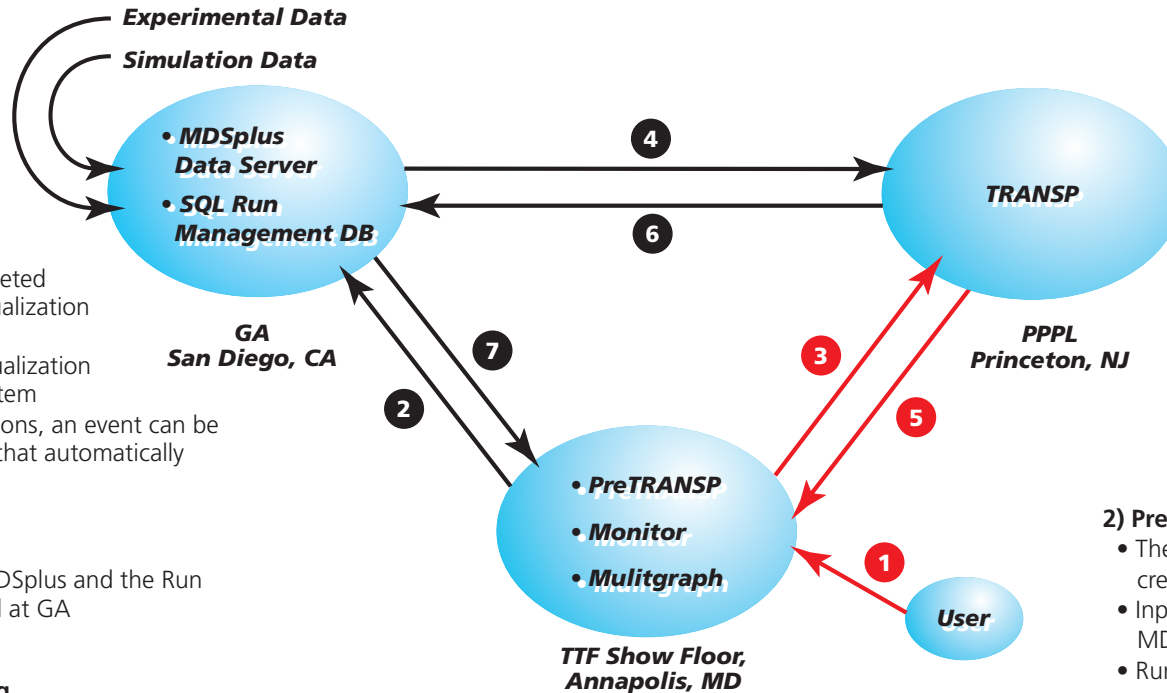 Experimental Data
Simulation Data
• MDSplus
Data Server
• SQL Run
Management DB
GA
San Diego, CA
4
6
TRANSP
PPPL
Princeton, NJ
7
2
3
5
• PreTRANSP
• Monitor
• Mulitgraph
TTF Show Floor,
Annapolis, MD
1
User
eted
ualization
ualization
tem
ons, an event can be
that automatically
DSplus and the Run
d at GA
2) Pre
• The
cre
• Inp
MD
• Run